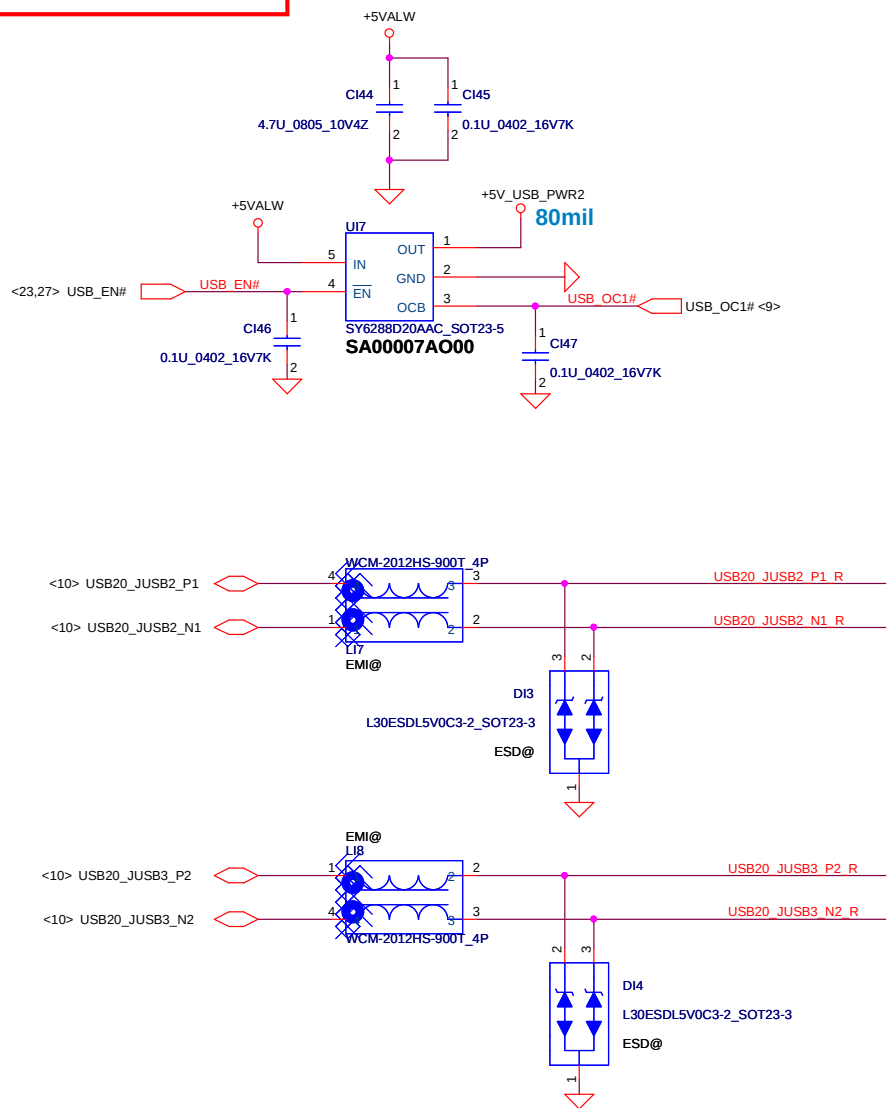 +5VALW
1
1
CI44
CI45
4.7U_0805_10V4Z
2
2
0.1U_0402_16V7K
+5VALW
+5V_USB_PWR2
80mil
UI7
5
IN
OUT
1
<23,27> USB_EN#
USB_EN#
4
EN
GND
2
OCB
3
USB_OC1#
USB_OC1# <9>
1
CI46
0.1U_0402_16V7K
2
SY6288D20AAC_SOT23-5
SA00007AO00
1
CI47
0.1U_0402_16V7K
2
WCM-2012HS-900T_4P
<10> USB20_JUSB2_P1
4
3
3
USB20_JUSB2_P1_R
<10> USB20_JUSB2_N1
1
2
2
USB20_JUSB2_N1_R
LI7
EMI@
3
2
DI3
L30ESDL5V0C3-2_SOT23-3
ESD@
1
EMI@
LI8
<10> USB20_JUSB3_P2
1
2
2
USB20_JUSB3_P2_R
<10> USB20_JUSB3_N2
4
3
3
USB20_JUSB3_N2_R
WCM-2012HS-900T_4P
2
3
DI4
L30ESDL5V0C3-2_SOT23-3
ESD@
1